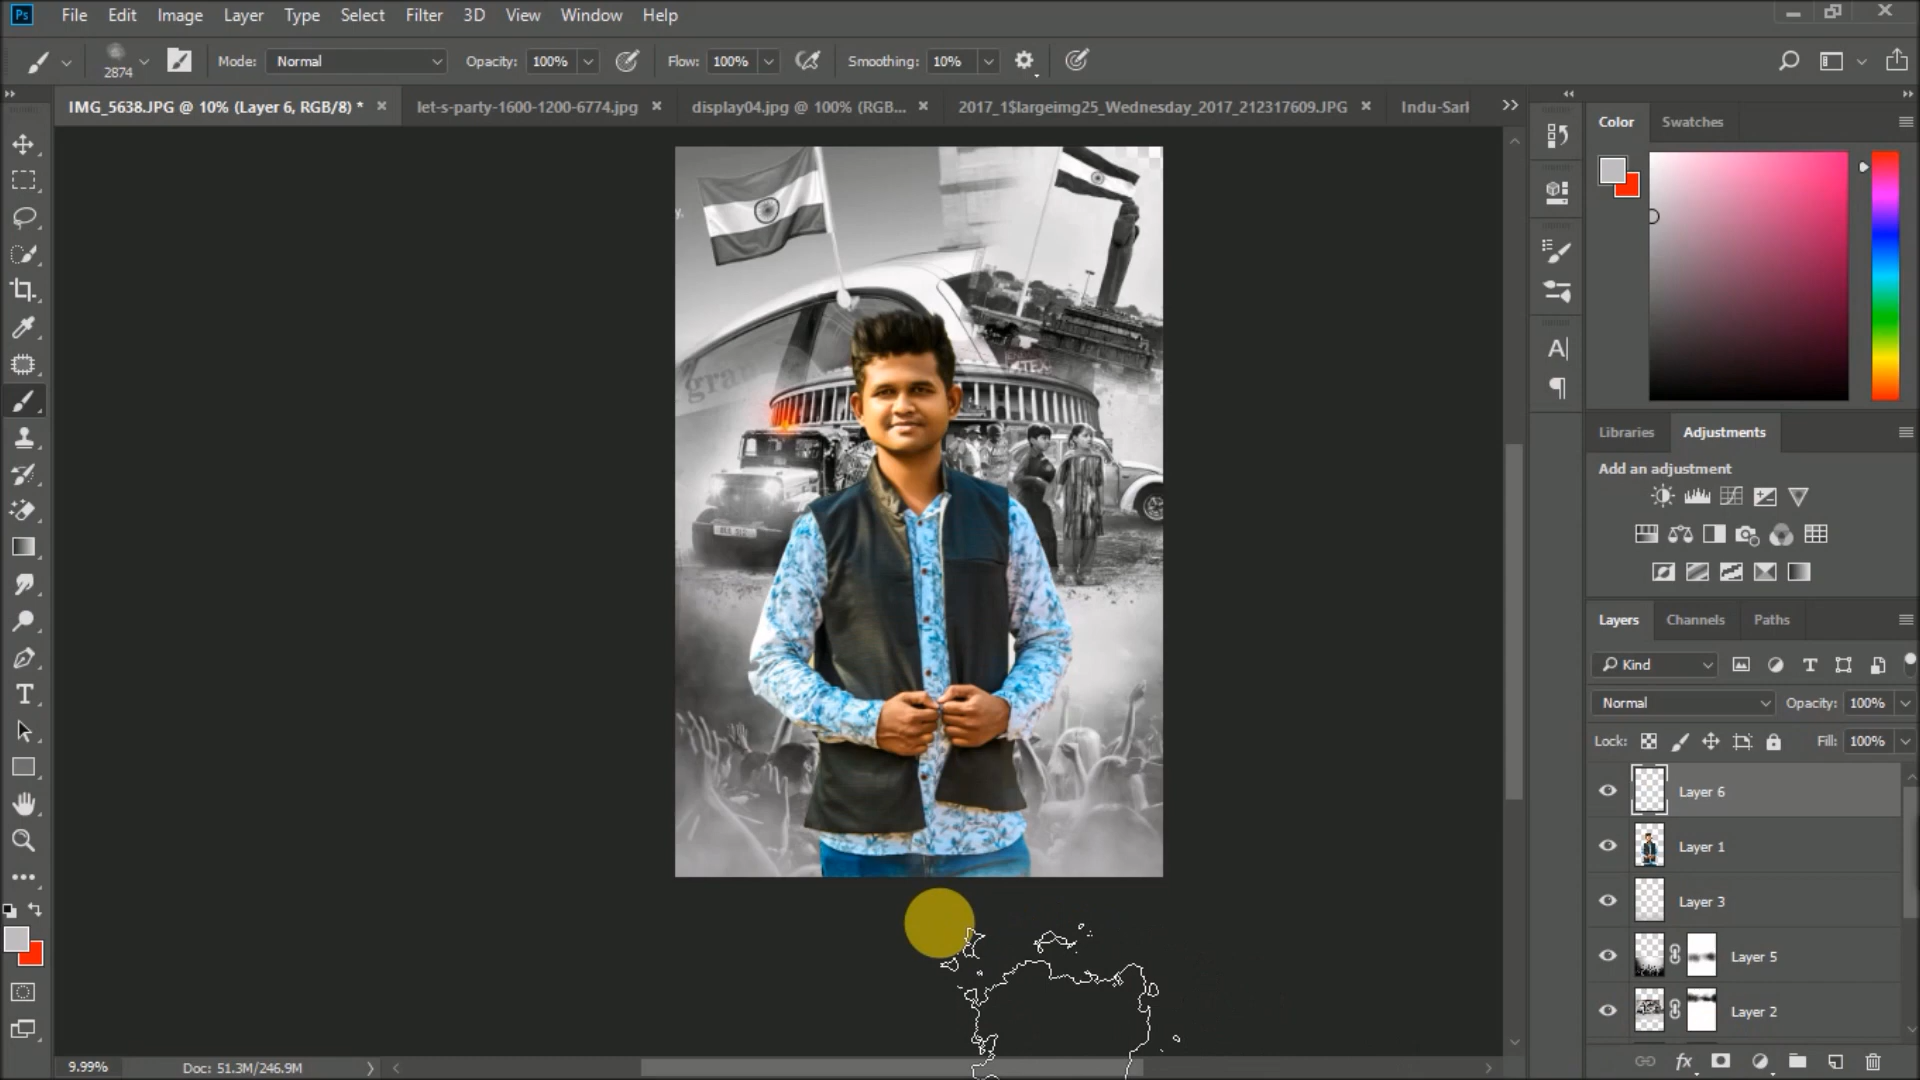 Ps File Edit Image Layer Type Select Filter 3D View Window Help
2874 Mode: Normal Opacity: 100% Flow: 100% Smoothing: 10%
IMG_5638.JPG @ 10% (Layer 6, RGB/8) * let-s-party-1600-1200-6774.jpg display04.jpg @ 100% (RGB... 2017_1$largeimg25_Wednesday_2017_212317609.JPG Indu-Sark
Color Swatches
Libraries Adjustments
Add an adjustment
Layers Channels Paths
Kind
Normal Opacity: 100%
Lock: Fill: 100%
Layer 6
Layer 1
Layer 3
Layer 5
Layer 2
fx
9.99% Doc: 51.3M/246.9M